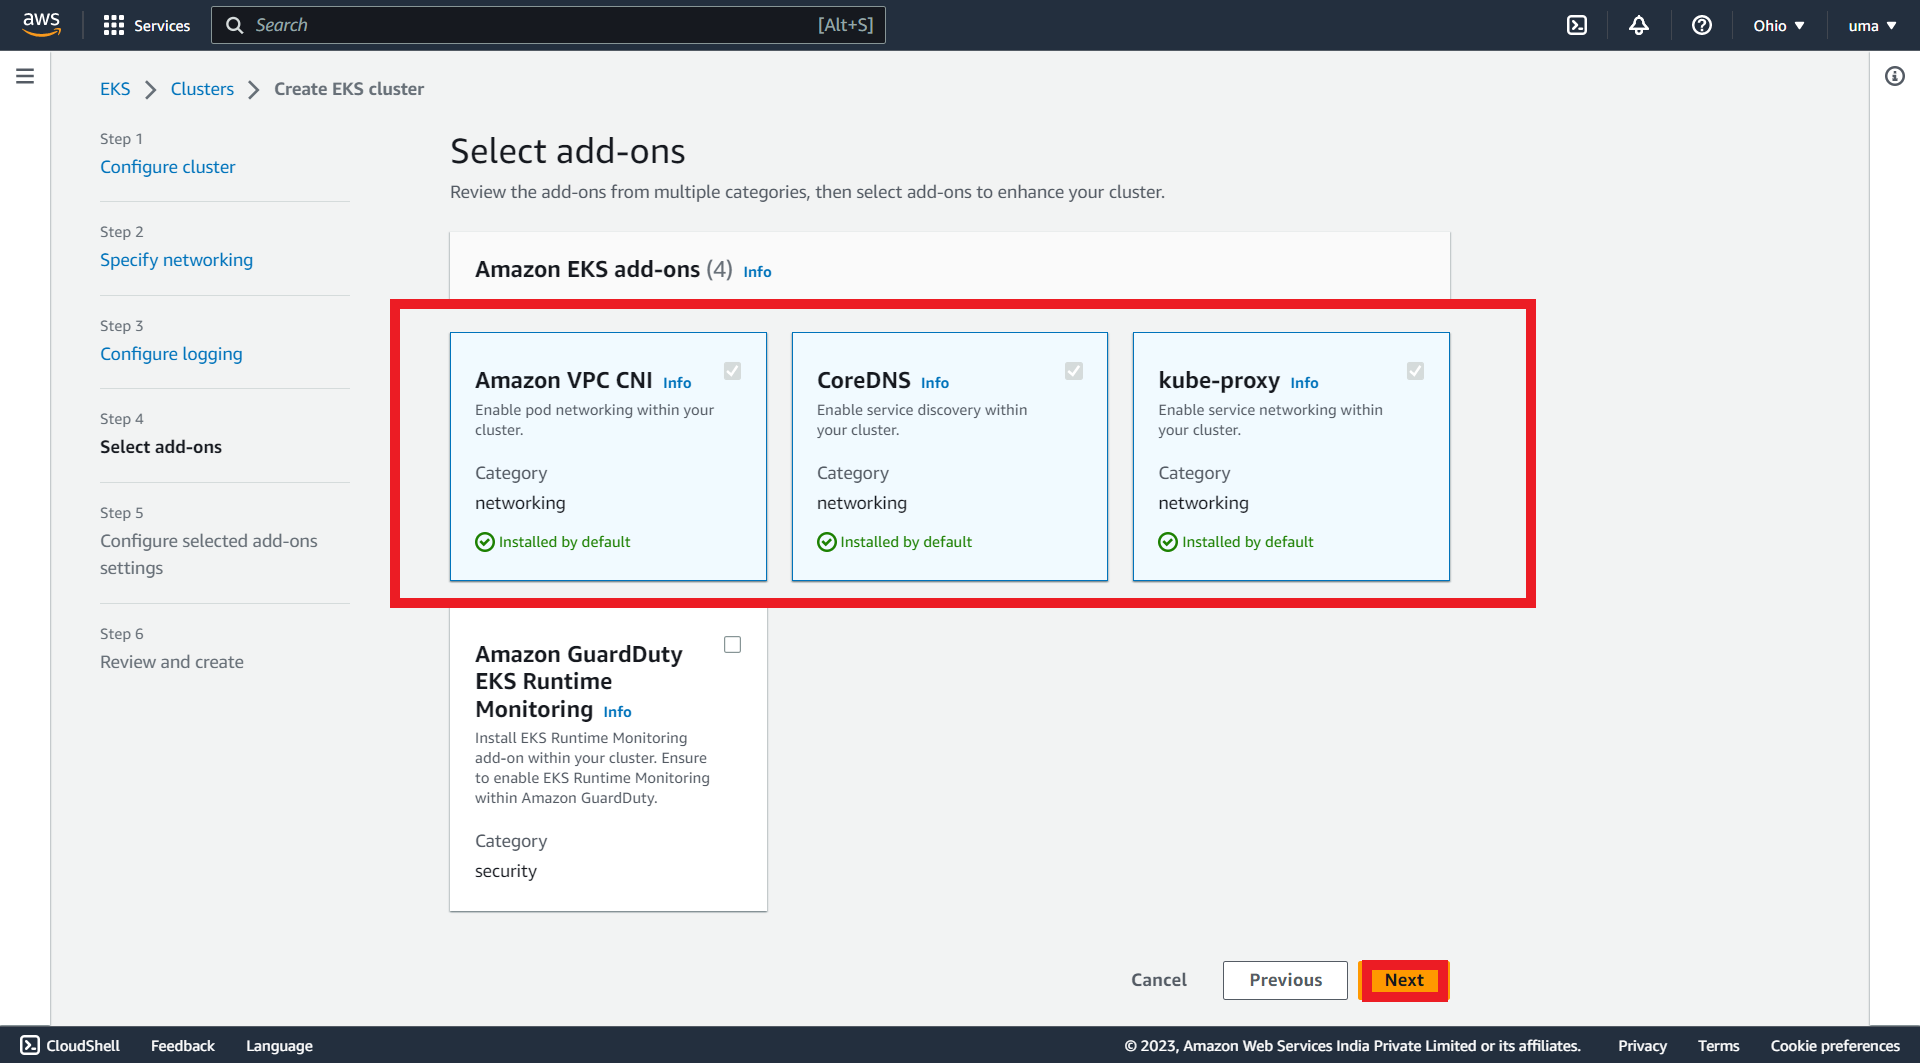 aws
Services
Search
[Alt+S]
Ohio
uma
EKS
Clusters
Create EKS cluster
Step 1
Configure cluster
Step 2
Specify networking
Step 3
Configure logging
Step 4
Select add-ons
Step 5
Configure selected add-ons
settings
Step 6
Review and create
Select add-ons
Review the add-ons from multiple categories, then select add-ons to enhance your cluster.
Amazon EKS add-ons (4) Info
Amazon VPC CNI Info
Enable pod networking within your
cluster.
Category
networking
Installed by default
CoreDNS Info
Enable service discovery within
your cluster.
Category
networking
Installed by default
kube-proxy Info
Enable service networking within
your cluster.
Category
networking
Installed by default
Amazon GuardDuty
EKS Runtime
Monitoring Info
Install EKS Runtime Monitoring
add-on within your cluster. Ensure
to enable EKS Runtime Monitoring
within Amazon GuardDuty.
Category
security
Cancel
Previous
Next
CloudShell
Feedback
Language
© 2023, Amazon Web Services India Private Limited or its affiliates.
Privacy
Terms
Cookie preferences